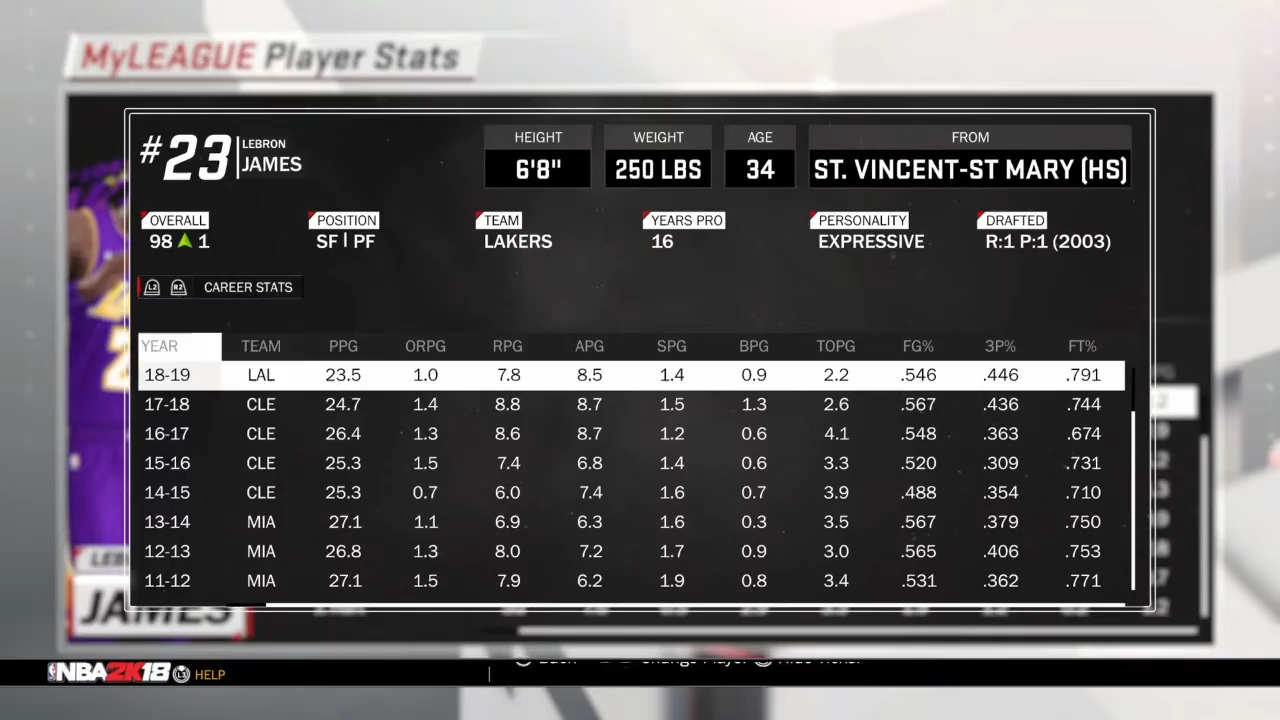 MyLEAGUE Player Stats
#23 LEBRON JAMES
HEIGHT WEIGHT AGE FROM
6'8" 250 LBS 34 ST. VINCENT-ST MARY (HS)
OVERALL POSITION TEAM YEARS PRO PERSONALITY DRAFTED
98 1 SF | PF LAKERS 16 EXPRESSIVE R:1 P:1 (2003)
L2 R2 CAREER STATS
YEAR TEAM PPG ORPG RPG APG SPG BPG TOPG FG% 3P% FT%
18-19 LAL 23.5 1.0 7.8 8.5 1.4 0.9 2.2 .546 .446 .791
17-18 CLE 24.7 1.4 8.8 8.7 1.5 1.3 2.6 .567 .436 .744
16-17 CLE 26.4 1.3 8.6 8.7 1.2 0.6 4.1 .548 .363 .674
15-16 CLE 25.3 1.5 7.4 6.8 1.4 0.6 3.3 .520 .309 .731
14-15 CLE 25.3 0.7 6.0 7.4 1.6 0.7 3.9 .488 .354 .710
13-14 MIA 27.1 1.1 6.9 6.3 1.6 0.3 3.5 .567 .379 .750
12-13 MIA 26.8 1.3 8.0 7.2 1.7 0.9 3.0 .565 .406 .753
11-12 MIA 27.1 1.5 7.9 6.2 1.9 0.8 3.4 .531 .362 .771
JAMES
NBA2K18 HELP